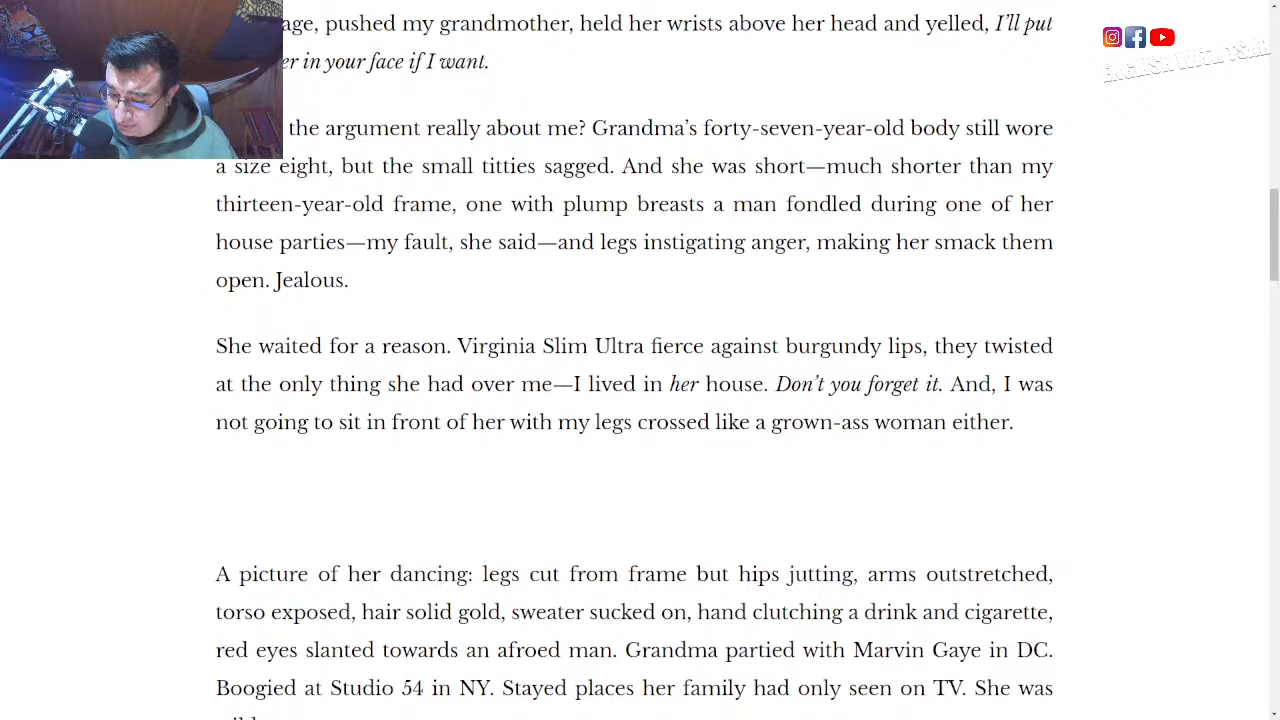 age, pushed my grandmother, held her wrists above her head and yelled, I'll put
er in your face if I want.
the argument really about me? Grandma's forty-seven-year-old body still wore
a size eight, but the small titties sagged. And she was short—much shorter than my
thirteen-year-old frame, one with plump breasts a man fondled during one of her
house parties—my fault, she said—and legs instigating anger, making her smack them
open. Jealous.
She waited for a reason. Virginia Slim Ultra fierce against burgundy lips, they twisted
at the only thing she had over me—I lived in her house. Don't you forget it. And, I was
not going to sit in front of her with my legs crossed like a grown-ass woman either.
A picture of her dancing: legs cut from frame but hips jutting, arms outstretched,
torso exposed, hair solid gold, sweater sucked on, hand clutching a drink and cigarette,
red eyes slanted towards an afroed man. Grandma partied with Marvin Gaye in DC.
Boogied at Studio 54 in NY. Stayed places her family had only seen on TV. She was
ENGLISH WITH